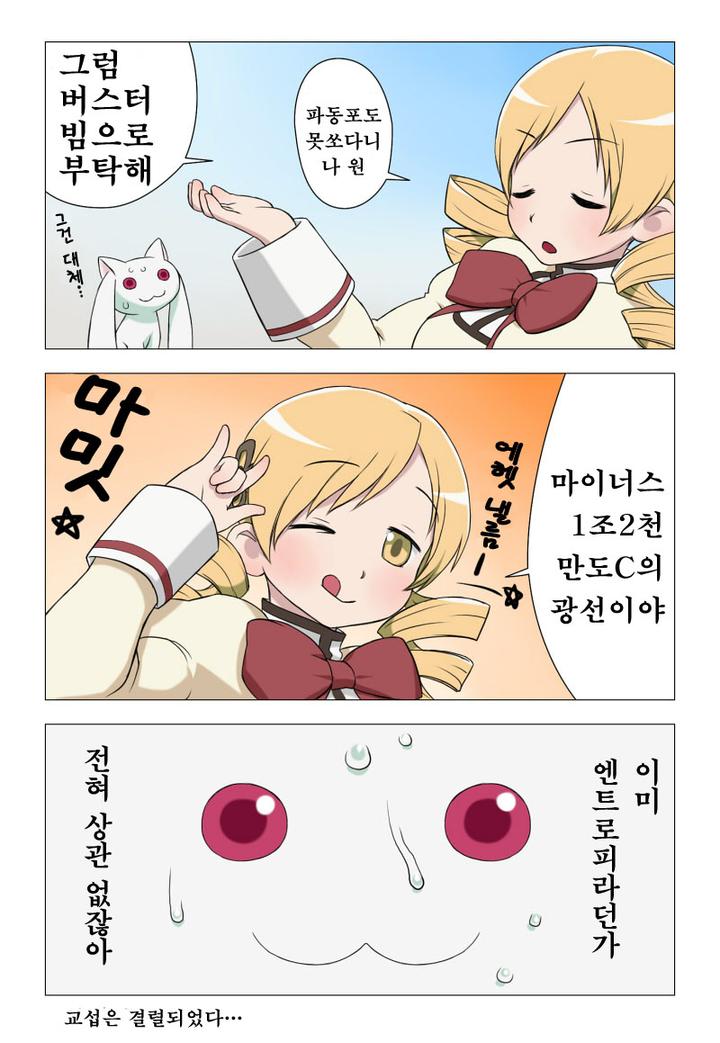 파동포도
못쏘다니
나 원
그럼
버스터
빔으로
부탁해
그건 대체…
마이너스
1조2천
만도C의
광선이야
에헷 낼름ー☆
마밋☆
이미
엔트로피라던가
전혀 상관 없잖아
교섭은 결렬되었다…